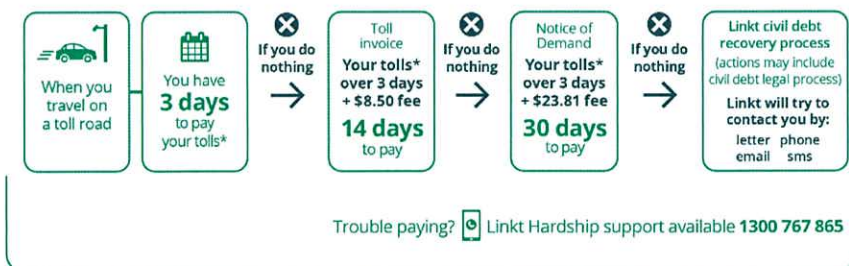 When you
travel on
a toll road
You have
3 days
to pay
your tolls*
If you do
nothing
Toll
invoice
Your tolls*
over 3 days
+ $8.50 fee
14 days
to pay
If you do
nothing
Notice of
Demand
Your tolls*
over 3 days
+ $23.81 fee
30 days
to pay
If you do
nothing
Linkt civil debt
recovery process
(actions may include
civil debt legal process)
Linkt will try to
contact you by:
letter phone
email sms
Trouble paying? Linkt Hardship support available 1300 767 865